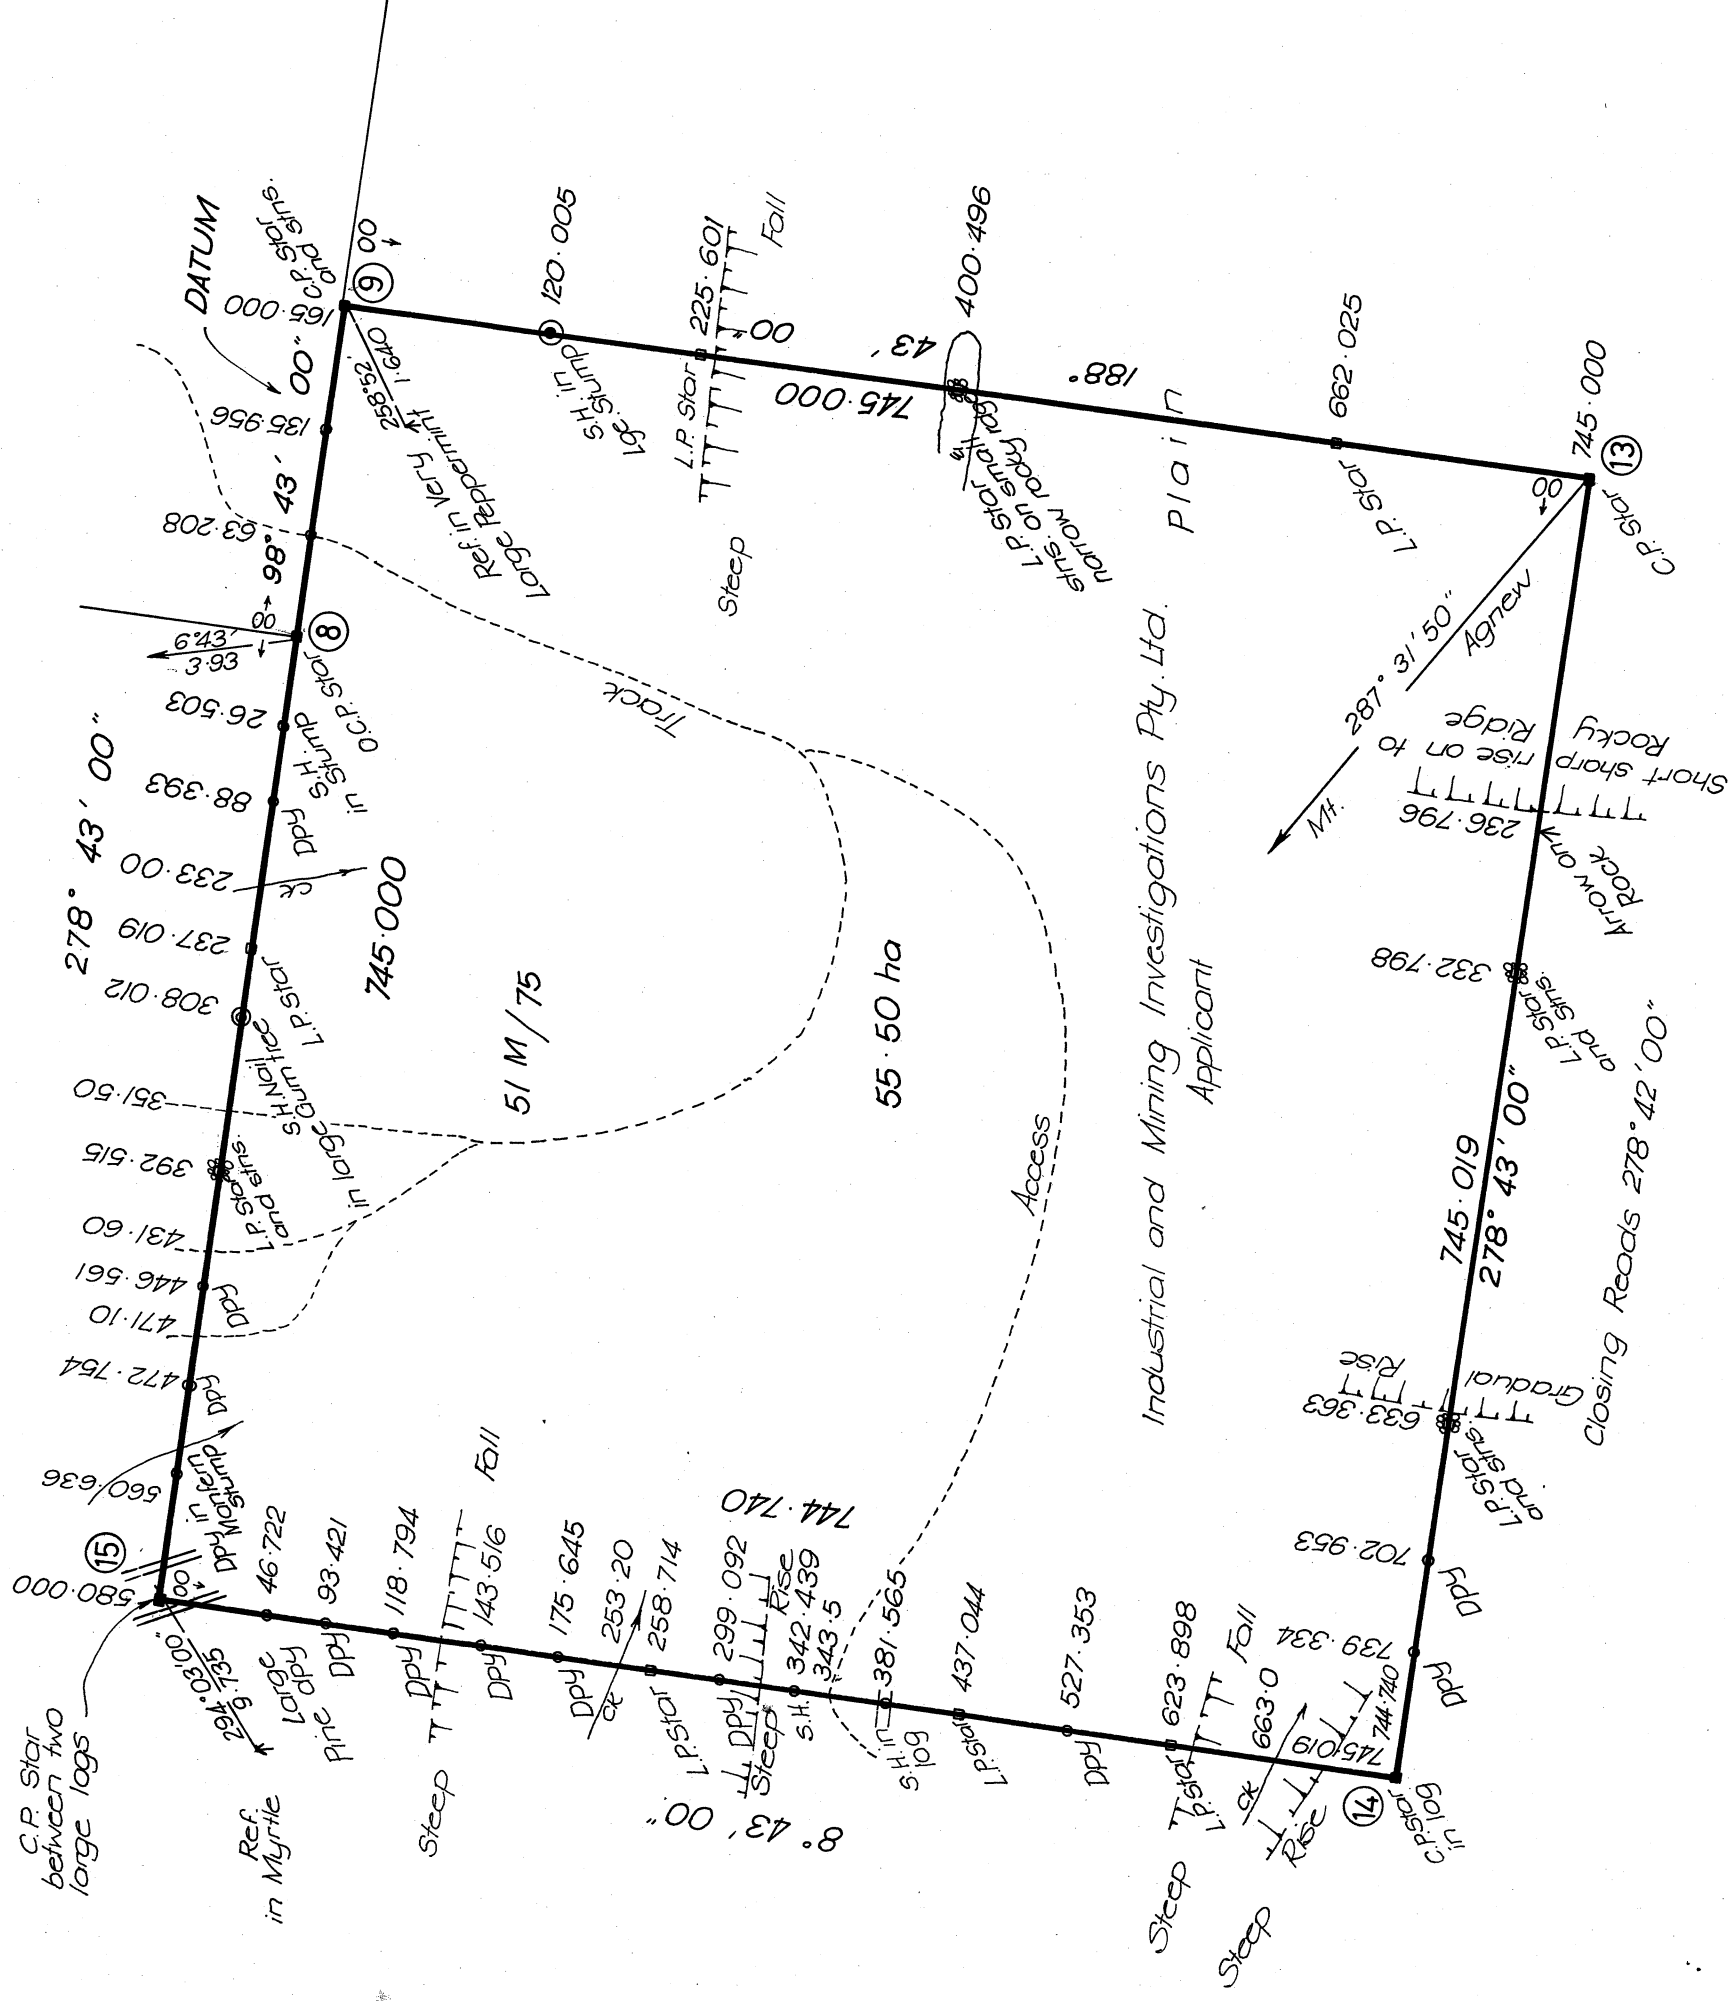 DATUM
C.P. Star
and stns.
9
00
165·000
258°52'
1·640
Ref. in Very
Large Peppermint
135·956
63·208
98° 43' 00"
00
9°43'
3·93
8
O.C.P. Star
26·503
S.H.
in Stump
88·393
Dpy
233·00
ck
237·019
L.P. Star
308·012
S.H. Nail
in large Gum tree
351·50
392·515
L.P. Star
and stns.
431·60
446·561
Dpy
471·10
472·754
Dpy
560·636
Dpy in
Manfern
Stump
278° 43' 00"
745·000
580·000
15
00
C.P. Star
between two
large logs
294°03'00"
9·735
Ref.
in Myrtle
Large
Pine dpy
46·722
93·421
Dpy
118·794
Dpy
Steep
Fall
143·516
Dpy
175·645
Dpy
253·20
ck
258·714
L.P. Star
299·092
Dpy
Steep
Rise
342·439
S.H.
343·5
381·565
S.H. in
log
437·044
L.P. Star
527·353
Dpy
623·898
L.P. Star
Steep
Fall
663·0
ck
Steep
Rise
744·740
8° 43' 00"
745·019
744·740
14
C.P. Star
in log
739·334
Dpy
702·953
Dpy
633·363
L.P. Star
and stns.
Gradual
Rise
332·798
L.P. Star
and stns.
236·796
Arrow on
Rock
Short sharp rise on to
Rocky Ridge
745·019
278° 43' 00"
Closing Reads 278° 42' 00"
13
C.P. Star
00
745·000
287° 31' 50"
Mt. Agnew
662·025
L.P. Star
400·496
L.P. Star
stns. on small
narrow rocky rdg
225·601
L.P. Star
Steep
Fall
120·005
S.H. in
Lge. Stump
745·000
188° 43' 00"
Plain
Track
Access
51 M/75
55·50 ha
Industrial and Mining Investigations Pty. Ltd.
Applicant